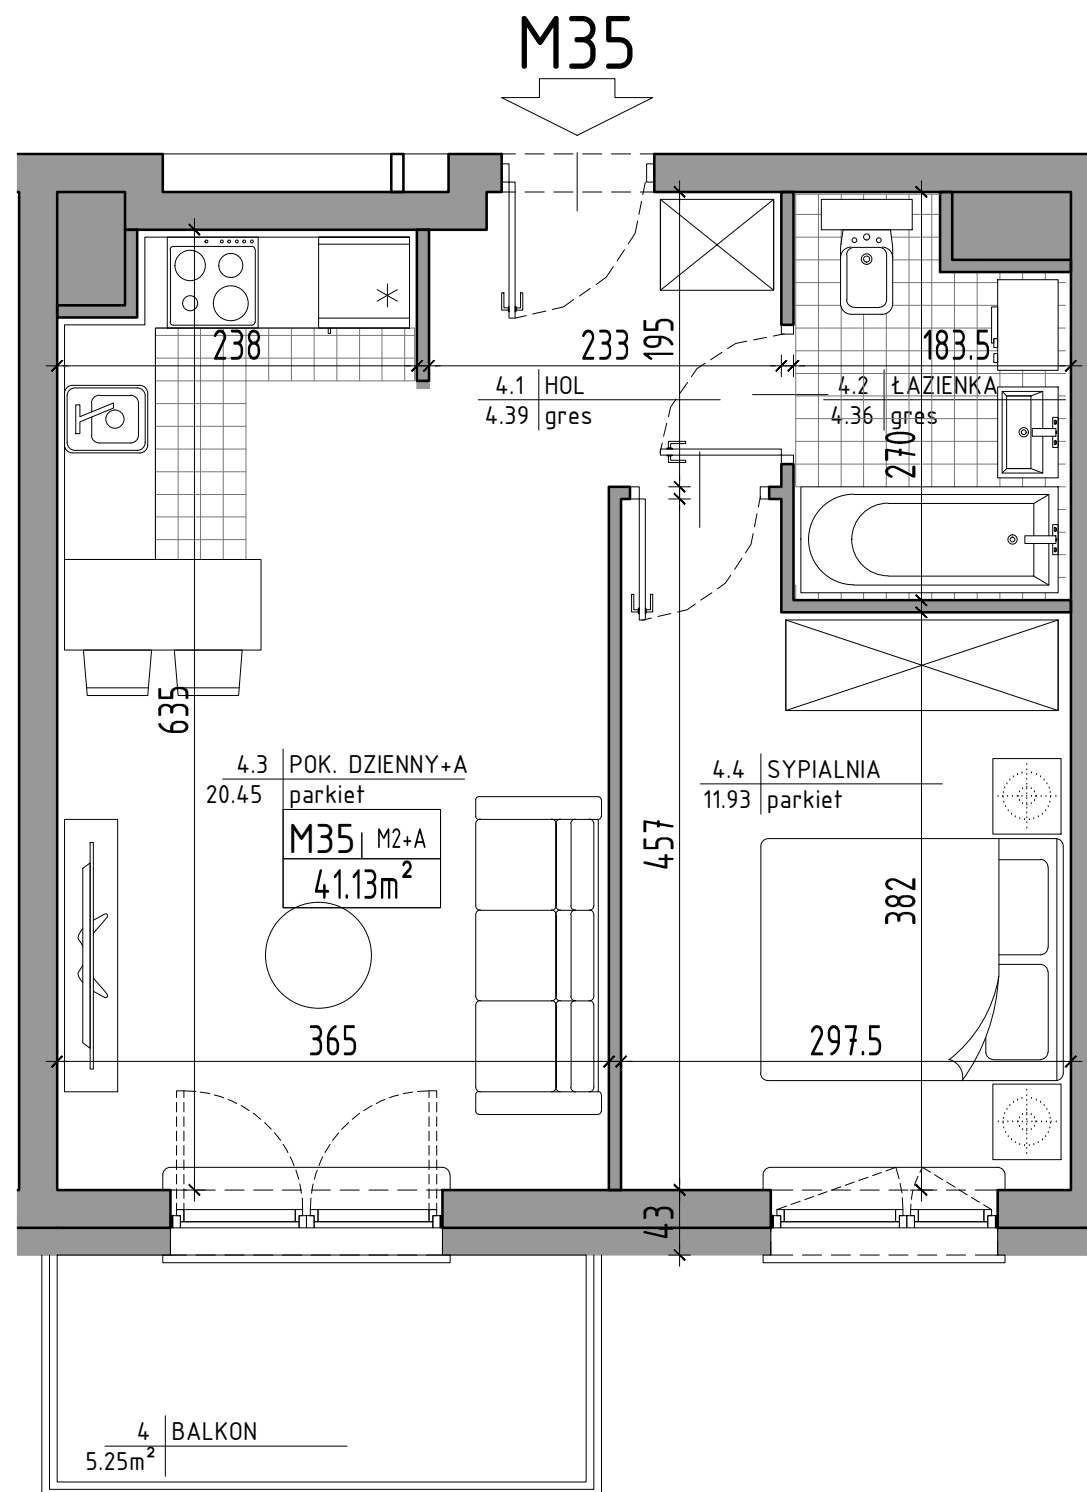 M35
238
233
195
183.5
4.1 HOL
4.39 gres
4.2 ŁAZIENKA
4.36 gres
270
635
4.3 POK. DZIENNY+A
20.45 parkiet
M35 M2+A
41.13m²
4.4 SYPIALNIA
11.93 parkiet
457
382
365
297.5
43
4 BALKON
5.25m²